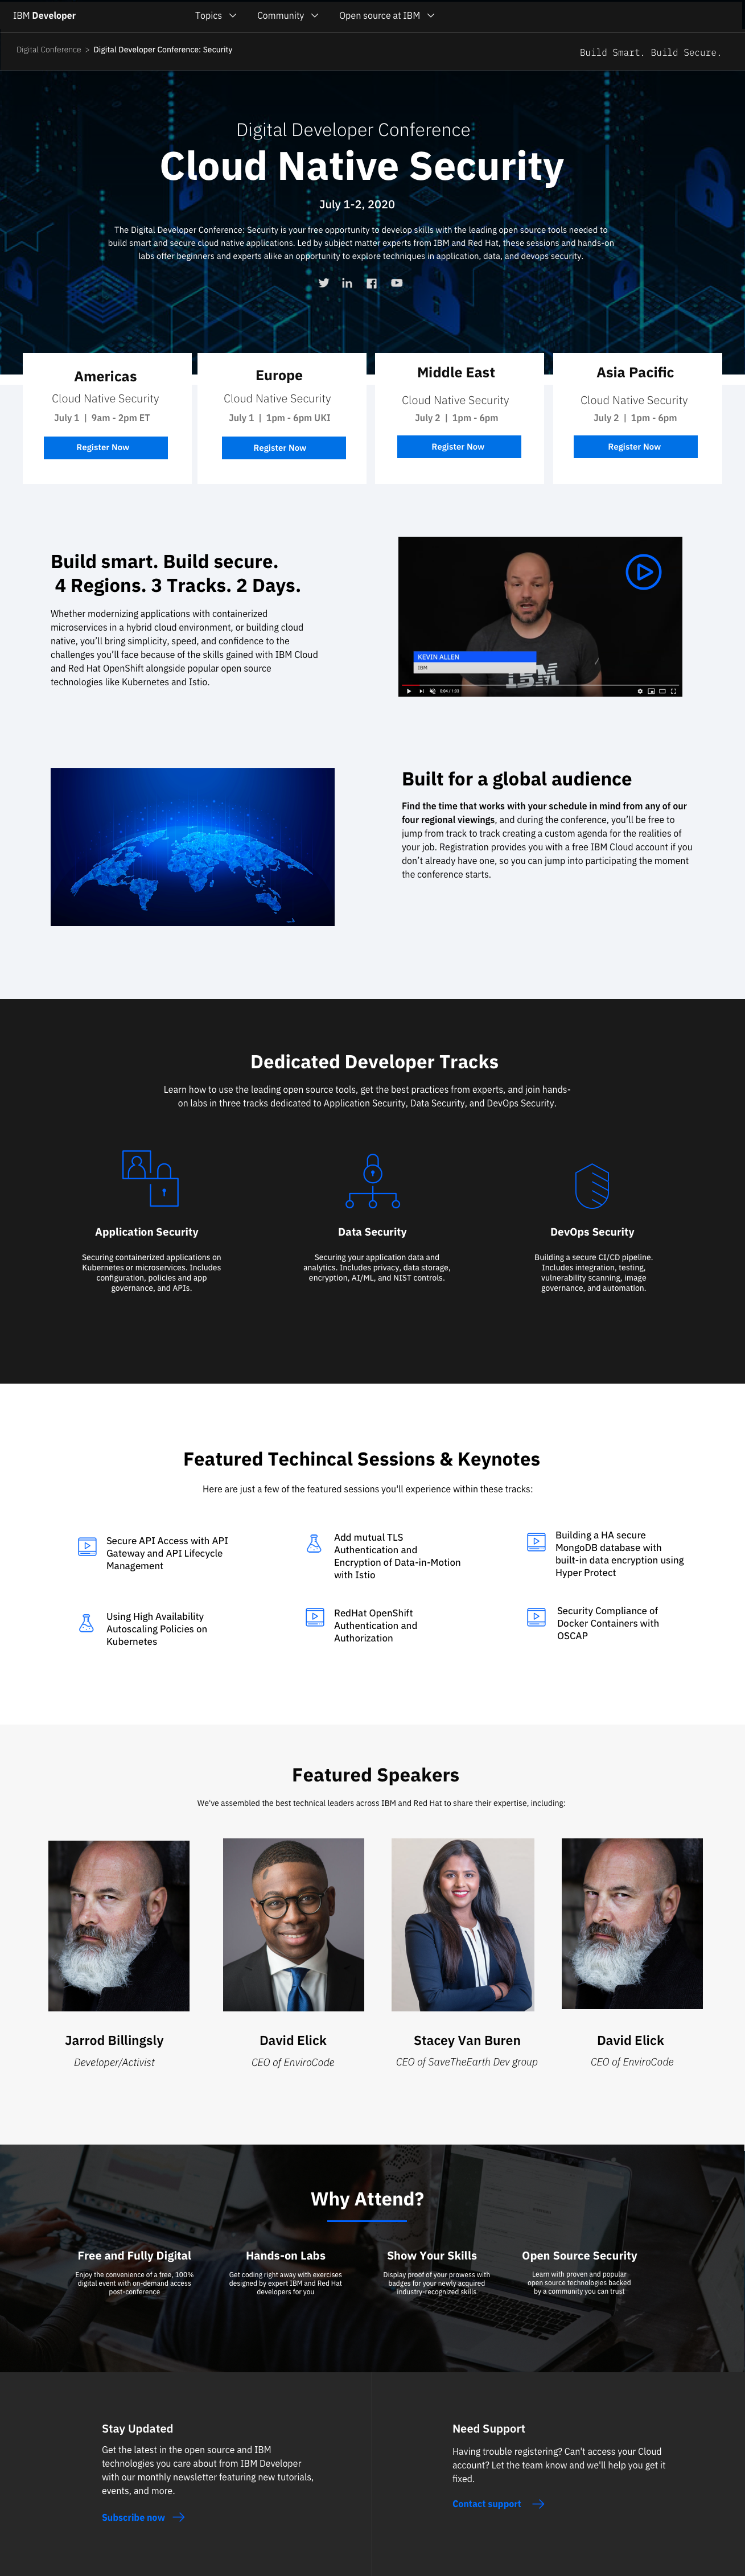 IBM Developer
Topics
Community
Open source at IBM
Digital Conference > Digital Developer Conference: Security
Build Smart. Build Secure.
Digital Developer Conference
Cloud Native Security
July 1-2, 2020
The Digital Developer Conference: Security is your free opportunity to develop skills with the leading open source tools needed to
build smart and secure cloud native applications. Led by subject matter experts from IBM and Red Hat, these sessions and hands-on
labs offer beginners and experts alike an opportunity to explore techniques in application, data, and devops security.
Americas
Cloud Native Security
July 1 | 9am - 2pm ET
Register Now
Europe
Cloud Native Security
July 1 | 1pm - 6pm UKI
Register Now
Middle East
Cloud Native Security
July 2 | 1pm - 6pm
Register Now
Asia Pacific
Cloud Native Security
July 2 | 1pm - 6pm
Register Now
Build smart. Build secure.
4 Regions. 3 Tracks. 2 Days.
Whether modernizing applications with containerized
microservices in a hybrid cloud environment, or building cloud
native, you'll bring simplicity, speed, and confidence to the
challenges you'll face because of the skills gained with IBM Cloud
and Red Hat OpenShift alongside popular open source
technologies like Kubernetes and Istio.
KEVIN ALLEN
IBM
IBM
0:04 / 1:03
Built for a global audience
Find the time that works with your schedule in mind from any of our
four regional viewings, and during the conference, you'll be free to
jump from track to track creating a custom agenda for the realities of
your job. Registration provides you with a free IBM Cloud account if you
don't already have one, so you can jump into participating the moment
the conference starts.
Dedicated Developer Tracks
Learn how to use the leading open source tools, get the best practices from experts, and join hands-
on labs in three tracks dedicated to Application Security, Data Security, and DevOps Security.
Application Security
Securing containerized applications on
Kubernetes or microservices. Includes
configuration, policies and app
governance, and APIs.
Data Security
Securing your application data and
analytics. Includes privacy, data storage,
encryption, AI/ML, and NIST controls.
DevOps Security
Building a secure CI/CD pipeline.
Includes integration, testing,
vulnerability scanning, image
governance, and automation.
Featured Techincal Sessions & Keynotes
Here are just a few of the featured sessions you'll experience within these tracks:
Secure API Access with API
Gateway and API Lifecycle
Management
Add mutual TLS
Authentication and
Encryption of Data-in-Motion
with Istio
Building a HA secure
MongoDB database with
built-in data encryption using
Hyper Protect
Using High Availability
Autoscaling Policies on
Kubernetes
RedHat OpenShift
Authentication and
Authorization
Security Compliance of
Docker Containers with
OSCAP
Featured Speakers
We've assembled the best technical leaders across IBM and Red Hat to share their expertise, including:
Jarrod Billingsly
Developer/Activist
David Elick
CEO of EnviroCode
Stacey Van Buren
CEO of SaveTheEarth Dev group
David Elick
CEO of EnviroCode
Why Attend?
Free and Fully Digital
Enjoy the convenience of a free, 100%
digital event with on-demand access
post-conference
Hands-on Labs
Get coding right away with exercises
designed by expert IBM and Red Hat
developers for you
Show Your Skills
Display proof of your prowess with
badges for your newly acquired
industry-recognized skills
Open Source Security
Learn with proven and popular
open source technologies backed
by a community you can trust
Stay Updated
Get the latest in the open source and IBM
technologies you care about from IBM Developer
with our monthly newsletter featuring new tutorials,
events, and more.
Subscribe now
Need Support
Having trouble registering? Can't access your Cloud
account? Let the team know and we'll help you get it
fixed.
Contact support